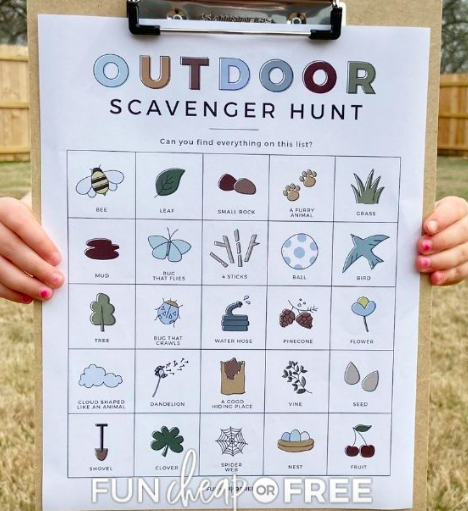 OUTDOOR
SCAVENGER HUNT
Can you find everything on this list?
BEE
LEAF
SMALL ROCK
A FURRY
ANIMAL
GRASS
MUD
BUG
THAT FLIES
4 STICKS
BALL
BIRD
TREE
BUG THAT
CRAWLS
WATER HOSE
PINECONE
FLOWER
CLOUD SHAPED
LIKE AN ANIMAL
DANDELION
A GOOD
HIDING PLACE
VINE
SEED
SHOVEL
CLOVER
SPIDER
WEB
NEST
FRUIT
FUN cheap OR FREE